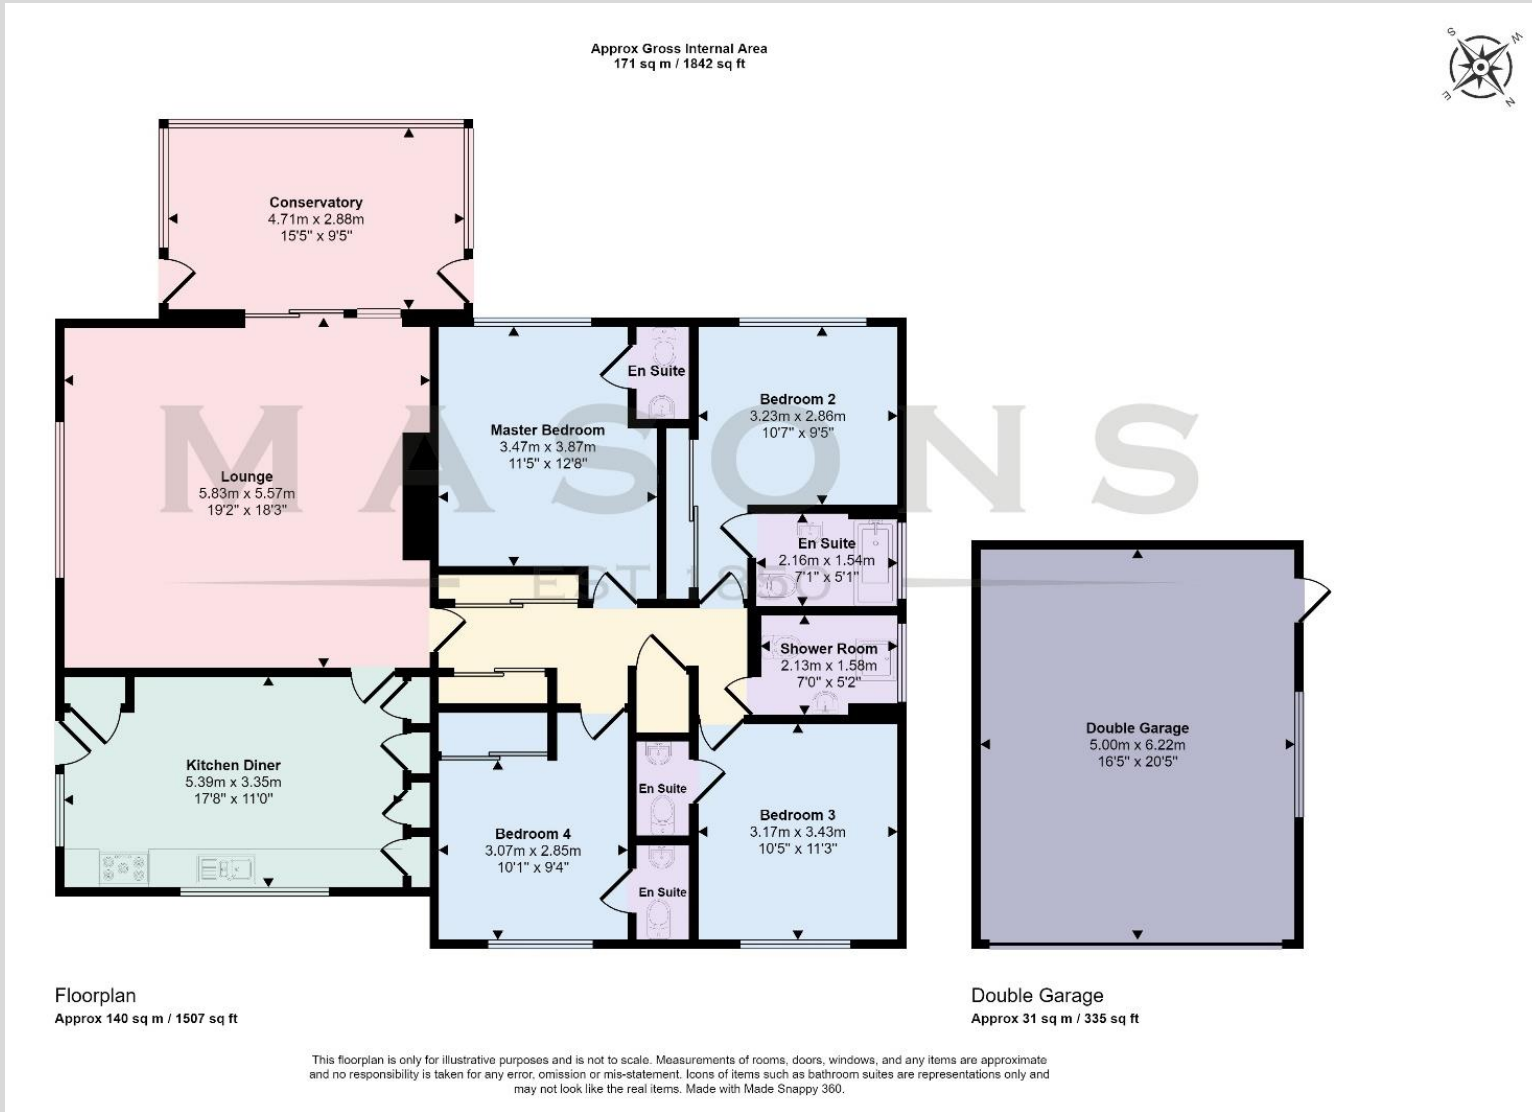 Approx Gross Internal Area
171 sq m / 1842 sq ft
S
W
E
N
Conservatory
4.71m x 2.88m
15'5" x 9'5"
En Suite
Bedroom 2
3.23m x 2.86m
10'7" x 9'5"
Master Bedroom
3.47m x 3.87m
11'5" x 12'8"
Lounge
5.83m x 5.57m
19'2" x 18'3"
MASONS
EST. 1850
En Suite
2.16m x 1.54m
7'1" x 5'1"
Shower Room
2.13m x 1.58m
7'0" x 5'2"
Double Garage
5.00m x 6.22m
16'5" x 20'5"
Kitchen Diner
5.39m x 3.35m
17'8" x 11'0"
En Suite
Bedroom 3
3.17m x 3.43m
10'5" x 11'3"
Bedroom 4
3.07m x 2.85m
10'1" x 9'4"
En Suite
Floorplan
Approx 140 sq m / 1507 sq ft
Double Garage
Approx 31 sq m / 335 sq ft
This floorplan is only for illustrative purposes and is not to scale. Measurements of rooms, doors, windows, and any items are approximate
and no responsibility is taken for any error, omission or mis-statement. Icons of items such as bathroom suites are representations only and
may not look like the real items. Made with Made Snappy 360.